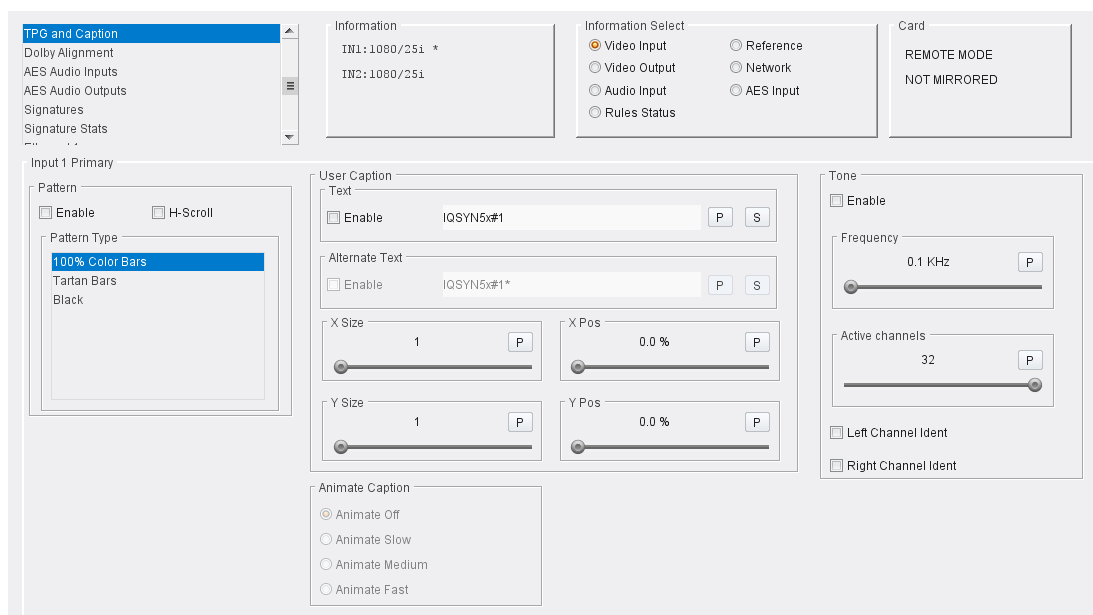 TPG and Caption
Dolby Alignment
AES Audio Inputs
AES Audio Outputs
Signatures
Signature Stats
Information
IN1:1080/25i *
IN2:1080/25i
Information Select
Video Input
Reference
Video Output
Network
Audio Input
AES Input
Rules Status
Card
REMOTE MODE
NOT MIRRORED
Input 1 Primary
Pattern
Enable
H-Scroll
Pattern Type
100% Color Bars
Tartan Bars
Black
User Caption
Text
Enable
IQSYN5x#1
P
S
Alternate Text
Enable
IQSYN5x#1*
P
S
X Size
1
P
X Pos
0.0 %
P
Y Size
1
P
Y Pos
0.0 %
P
Animate Caption
Animate Off
Animate Slow
Animate Medium
Animate Fast
Tone
Enable
Frequency
0.1 KHz
P
Active channels
32
P
Left Channel Ident
Right Channel Ident